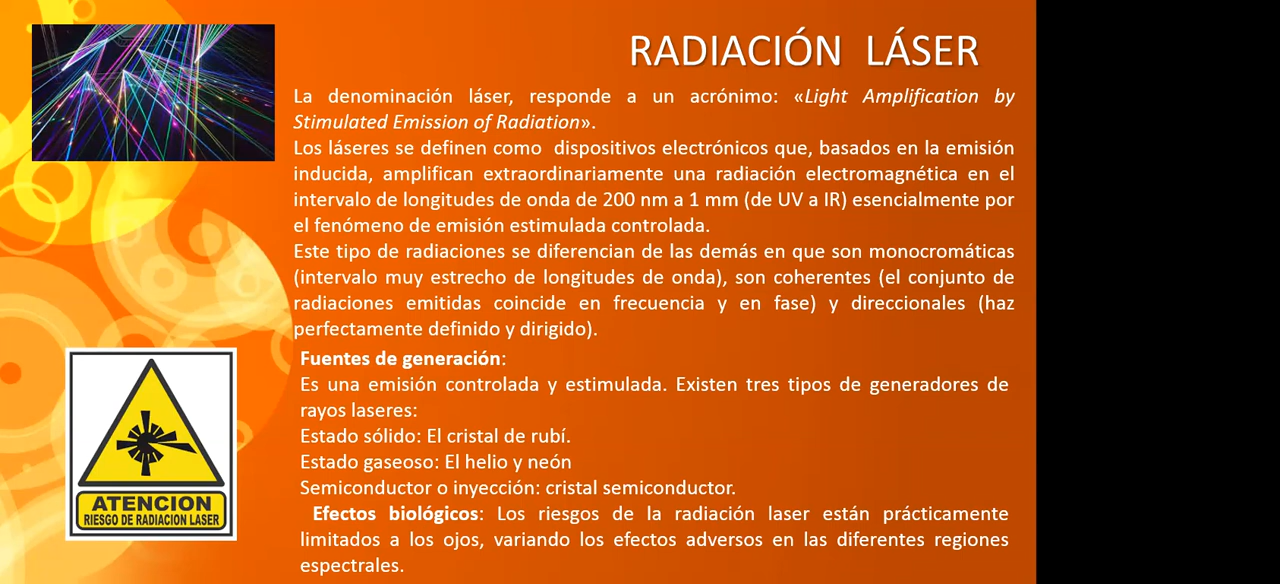 RADIACIÓN LÁSER
La denominación láser, responde a un acrónimo: «Light Amplification by
Stimulated Emission of Radiation».
Los láseres se definen como dispositivos electrónicos que, basados en la emisión
inducida, amplifican extraordinariamente una radiación electromagnética en el
intervalo de longitudes de onda de 200 nm a 1 mm (de UV a IR) esencialmente por
el fenómeno de emisión estimulada controlada.
Este tipo de radiaciones se diferencian de las demás en que son monocromáticas
(intervalo muy estrecho de longitudes de onda), son coherentes (el conjunto de
radiaciones emitidas coincide en frecuencia y en fase) y direccionales (haz
perfectamente definido y dirigido).
Fuentes de generación:
Es una emisión controlada y estimulada. Existen tres tipos de generadores de
rayos laseres:
Estado sólido: El cristal de rubí.
Estado gaseoso: El helio y neón
Semiconductor o inyección: cristal semiconductor.
Efectos biológicos: Los riesgos de la radiación laser están prácticamente
limitados a los ojos, variando los efectos adversos en las diferentes regiones
espectrales.
ATENCION
RIESGO DE RADIACION LASER